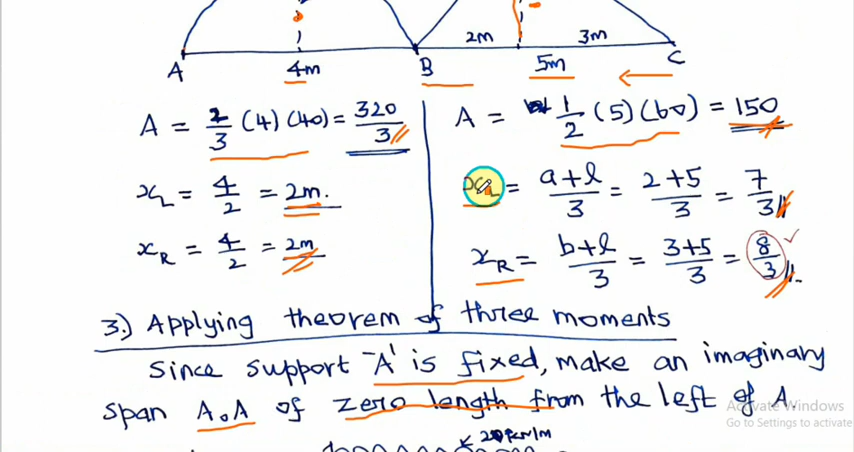 A 4m B 2m 5m 3m C
A = 2/3 (4)(40) = 320/3
A = 1/2 (5)(60) = 150
x_L = 4/2 = 2m.
= a+l/3 = 2+5/3 = 7/3
x_R = 4/2 = 2m
x_R = b+l/3 = 3+5/3 = 8/3
3.) Applying theorem of three moments
Since support 'A' is fixed, make an imaginary
span A₀A of zero length from the left of A.
Activate Windows
Go to Settings to activate